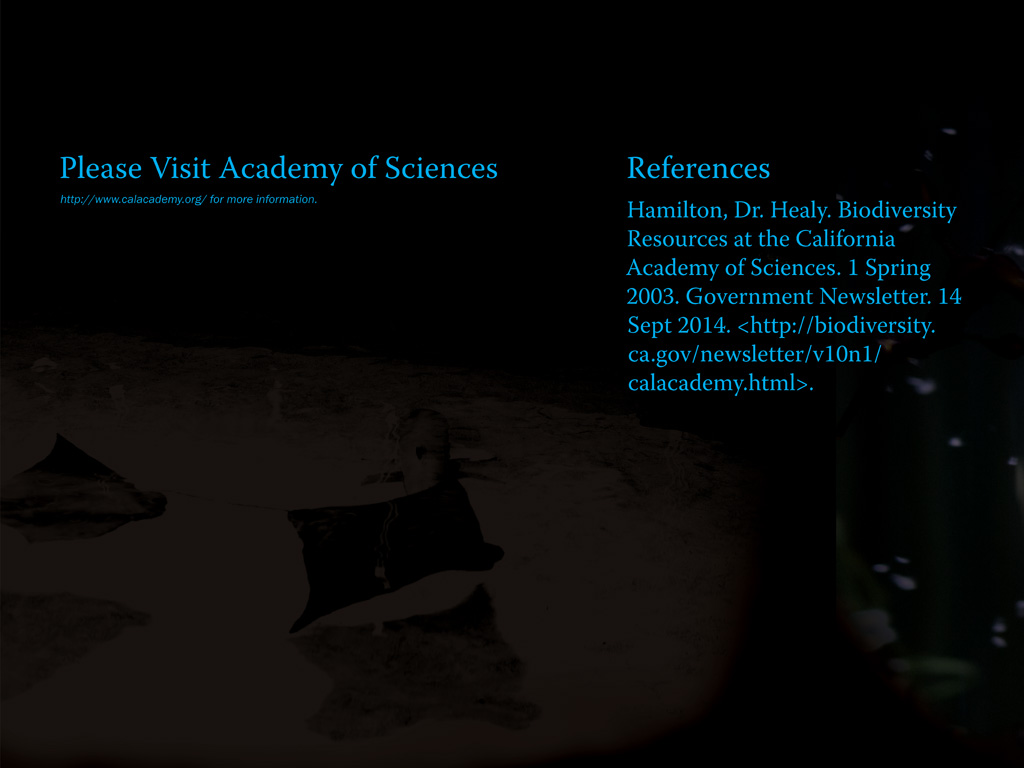 Please Visit Academy of Sciences
http://www.calacademy.org/ for more information.
References
Hamilton, Dr. Healy. Biodiversity
Resources at the California
Academy of Sciences. 1 Spring
2003. Government Newsletter. 14
Sept 2014. <http://biodiversity.
ca.gov/newsletter/v10n1/
calacademy.html>.